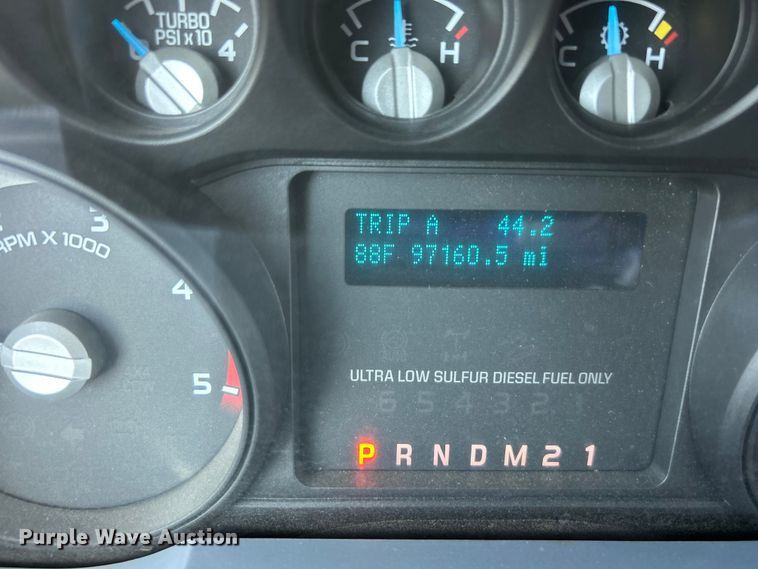 TURBO
PSI x 10
0 4
C H
C H
3
RPM X 1000
4
5
TRIP A 44.2
88F 97160.5 mi
ULTRA LOW SULFUR DIESEL FUEL ONLY
6 5 4 3 2 1
P R N D M 2 1
Purple Wave Auction